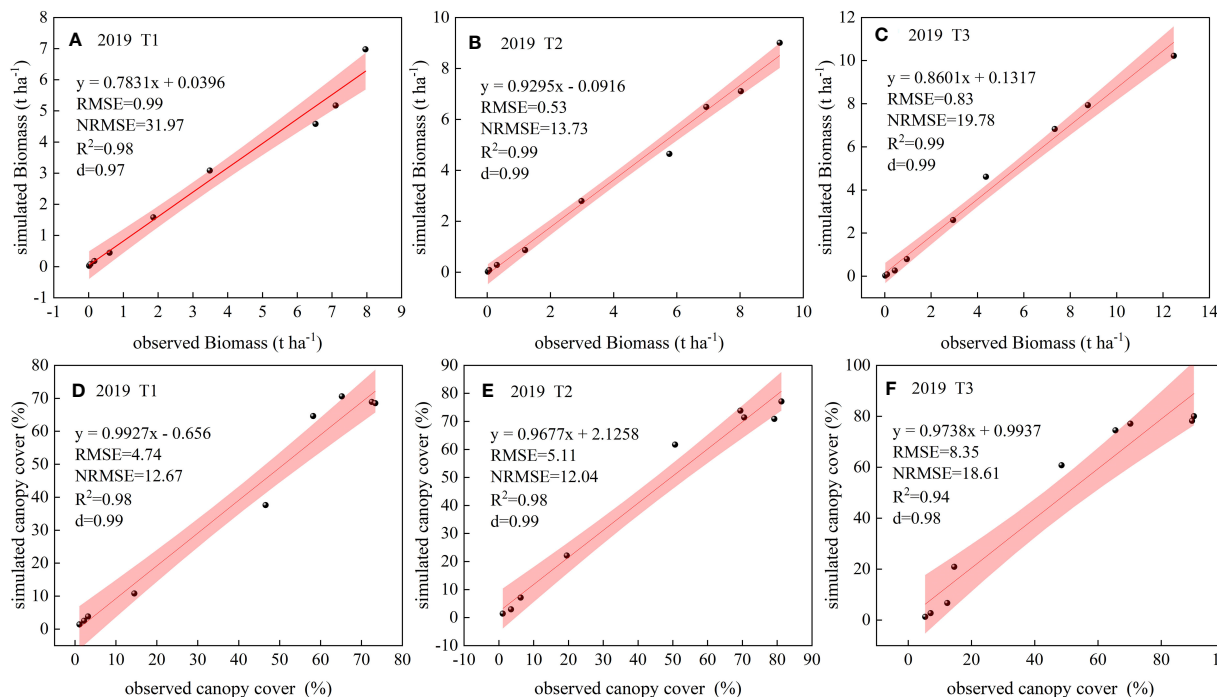 A 2019 T1
y = 0.7831x + 0.0396
RMSE=0.99
NRMSE=31.97
R²=0.98
d=0.97
simulated Biomass (t ha⁻¹)
7
6
5
4
3
2
1
0
-1
-1 0 1 2 3 4 5 6 7 8 9
observed Biomass (t ha⁻¹)
B 2019 T2
y = 0.9295x - 0.0916
RMSE=0.53
NRMSE=13.73
R²=0.99
d=0.99
simulated Biomass (t ha⁻¹)
10
8
6
4
2
0
0 2 4 6 8 10
observed Biomass (t ha⁻¹)
C 2019 T3
y = 0.8601x + 0.1317
RMSE=0.83
NRMSE=19.78
R²=0.99
d=0.99
simulated Biomass (t ha⁻¹)
12
10
8
6
4
2
0
0 2 4 6 8 10 12 14
observed Biomass (t ha⁻¹)
D 2019 T1
y = 0.9927x - 0.656
RMSE=4.74
NRMSE=12.67
R²=0.98
d=0.99
simulated canopy cover (%)
80
70
60
50
40
30
20
10
0
0 10 20 30 40 50 60 70 80
observed canopy cover (%)
E 2019 T2
y = 0.9677x + 2.1258
RMSE=5.11
NRMSE=12.04
R²=0.98
d=0.99
simulated canopy cover (%)
90
80
70
60
50
40
30
20
10
0
-10
-10 0 10 20 30 40 50 60 70 80 90
observed canopy cover (%)
F 2019 T3
y = 0.9738x + 0.9937
RMSE=8.35
NRMSE=18.61
R²=0.94
d=0.98
simulated canopy cover (%)
100
80
60
40
20
0
0 20 40 60 80
observed canopy cover (%)